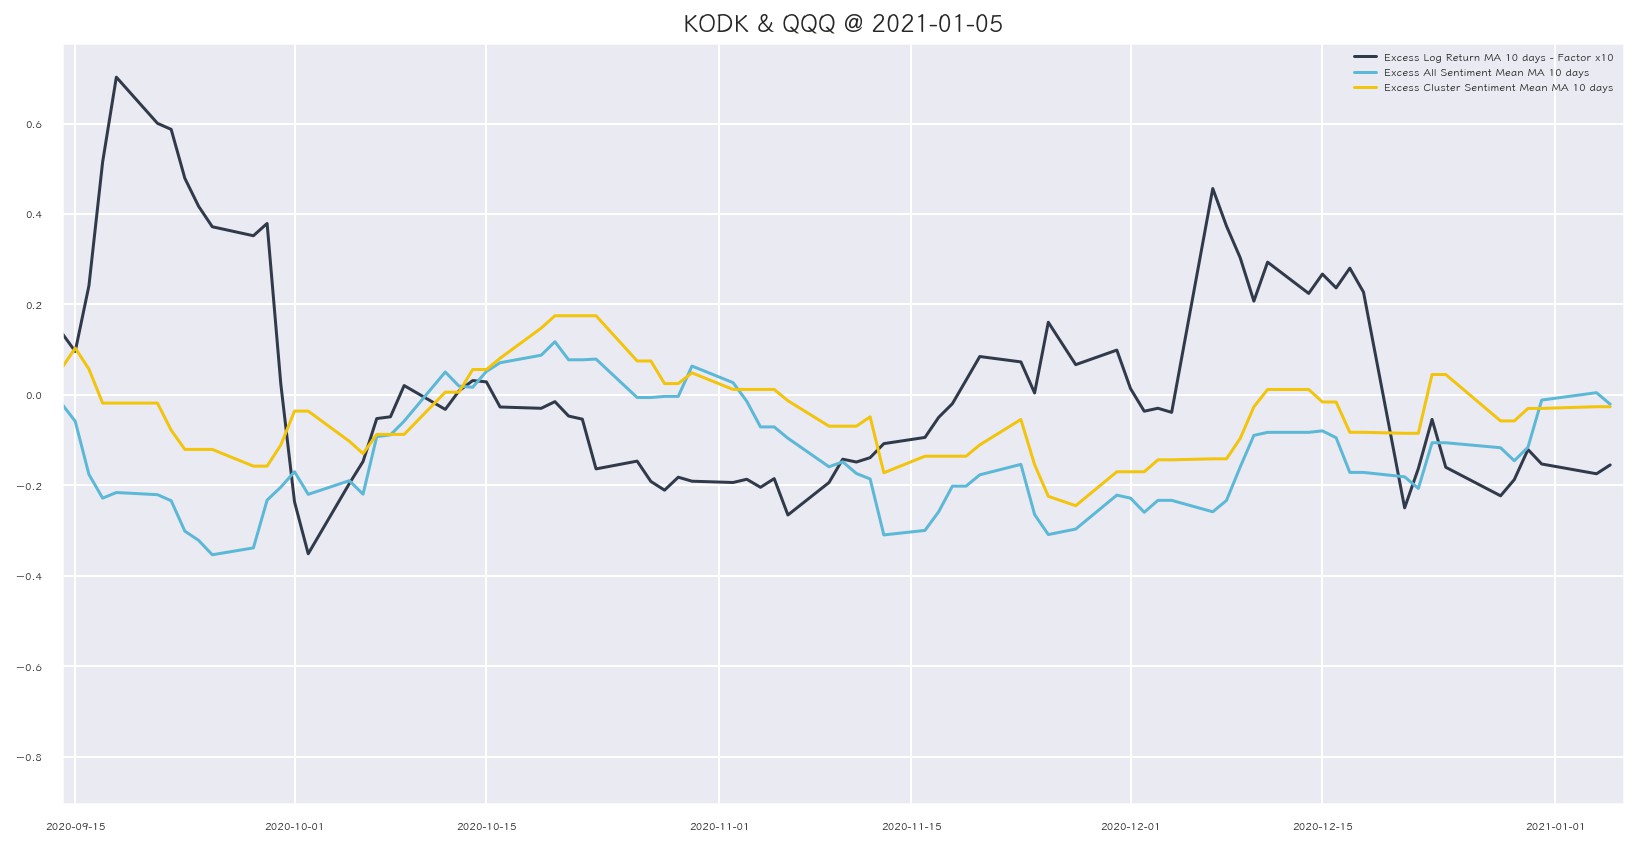 KODK & QQQ @ 2021-01-05
Excess Log Return MA 10 days - Factor x10
Excess All Sentiment Mean MA 10 days
Excess Cluster Sentiment Mean MA 10 days
0.6
0.4
0.2
0.0
−0.2
−0.4
−0.6
−0.8
2020-09-15 2020-10-01 2020-10-15 2020-11-01 2020-11-15 2020-12-01 2020-12-15 2021-01-01